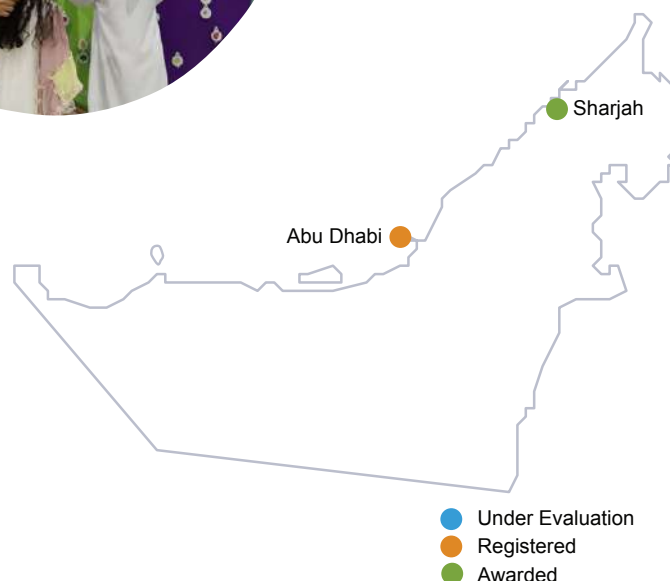 Sharjah
Abu Dhabi
Under Evaluation
Registered
Awarded